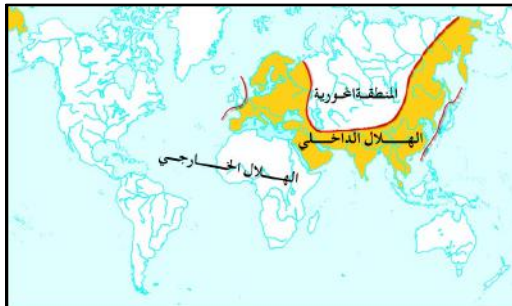 المنطقة المحورية
الهلال الداخلي
الهلال الخارجي